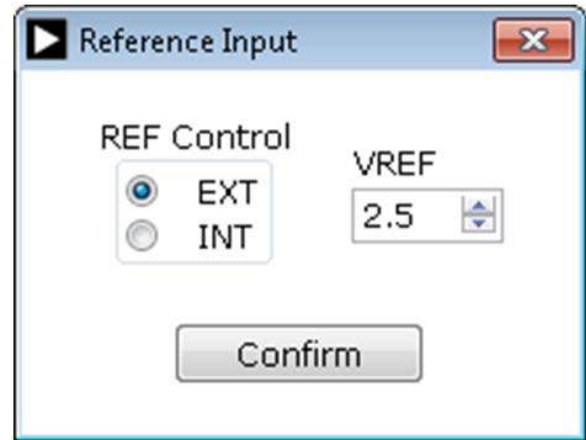 Reference Input
REF Control
EXT
INT
VREF
2.5
Confirm